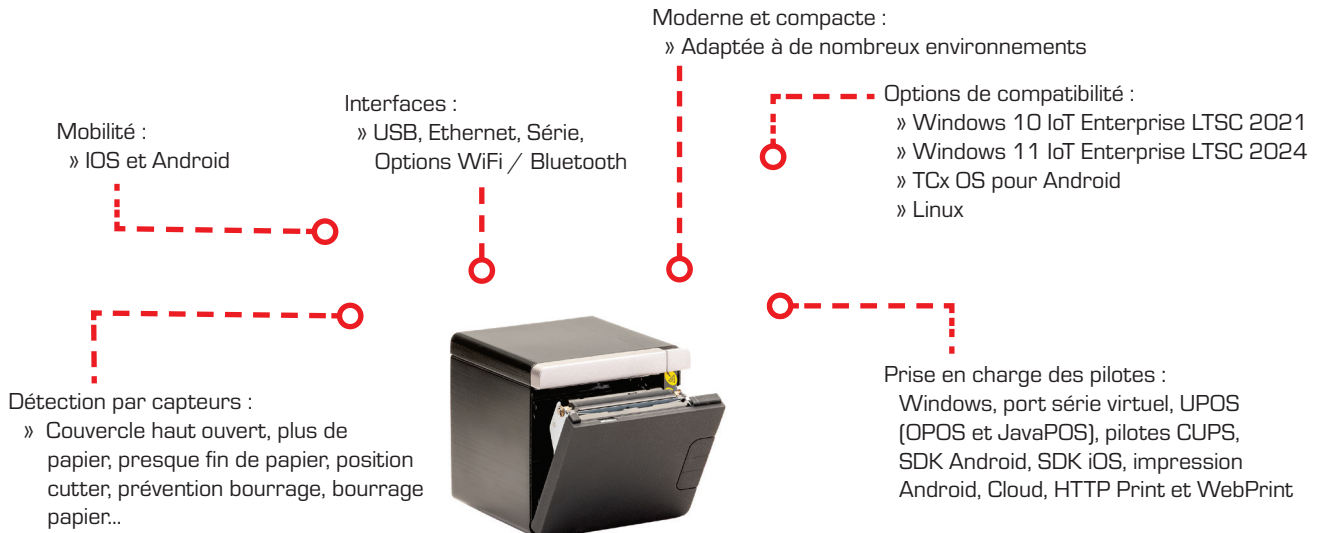 Moderne et compacte :
» Adaptée à de nombreux environnements
Interfaces :
» USB, Ethernet, Série,
Options WiFi / Bluetooth
Mobilité :
» IOS et Android
Options de compatibilité :
» Windows 10 IoT Enterprise LTSC 2021
» Windows 11 IoT Enterprise LTSC 2024
» TCx OS pour Android
» Linux
Détection par capteurs :
» Couvercle haut ouvert, plus de
papier, presque fin de papier, position
cutter, prévention bourrage, bourrage
papier...
Prise en charge des pilotes :
Windows, port série virtuel, UPOS
(OPOS et JavaPOS), pilotes CUPS,
SDK Android, SDK iOS, impression
Android, Cloud, HTTP Print et WebPrint